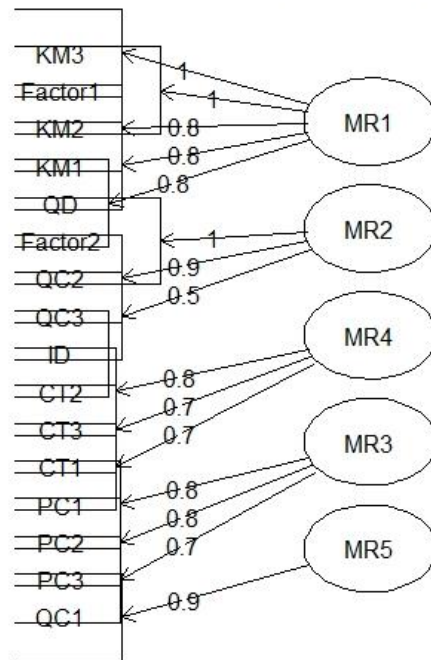 KM3
Factor1
KM2
KM1
QD
Factor2
QC2
QC3
ID
CT2
CT3
CT1
PC1
PC2
PC3
QC1
1
1
0.8
0.8
0.8
1
0.9
0.5
0.8
0.7
0.7
0.8
0.8
0.7
0.9
MR1
MR2
MR4
MR3
MR5